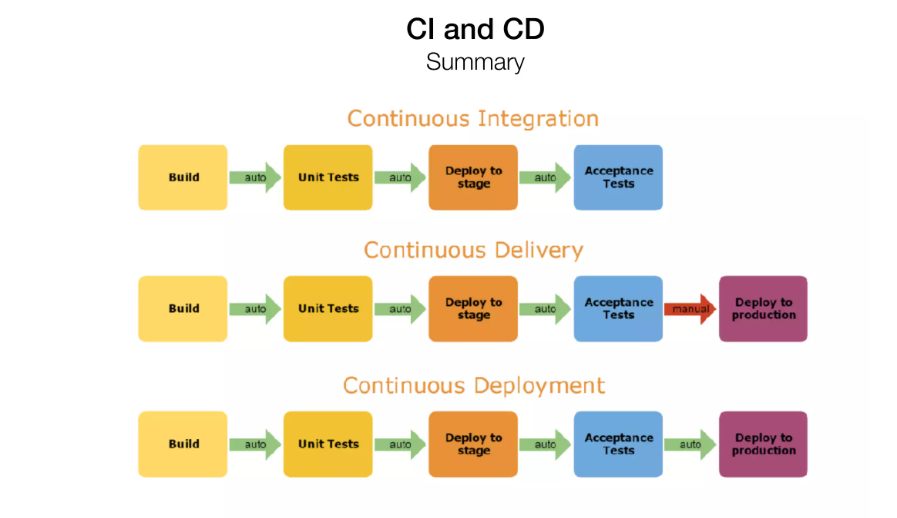 CI and CD
Summary
Continuous Integration
Build
auto
Unit Tests
auto
Deploy to
stage
auto
Acceptance
Tests
Continuous Delivery
Build
auto
Unit Tests
auto
Deploy to
stage
auto
Acceptance
Tests
manual
Deploy to
production
Continuous Deployment
Build
auto
Unit Tests
auto
Deploy to
stage
auto
Acceptance
Tests
auto
Deploy to
production